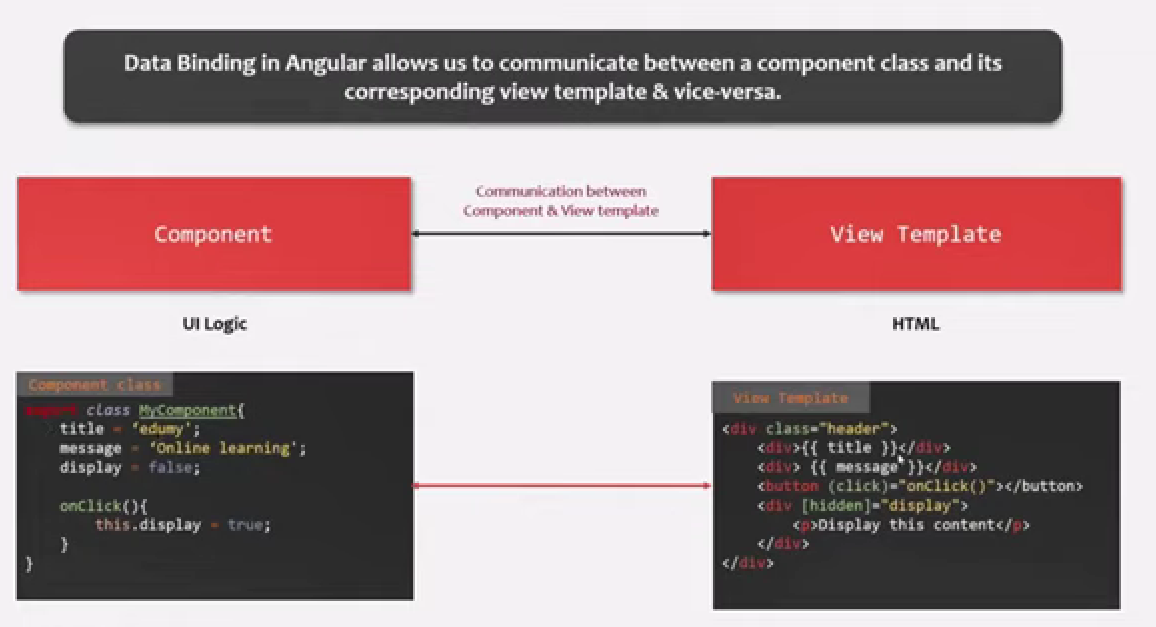 Data Binding in Angular allows us to communicate between a component class and its
corresponding view template & vice-versa.
Component
Communication between
Component & View template
View Template
UI Logic
HTML
Component class
export class MyComponent{
title = 'edumy';
message = 'Online learning';
display = false;
onClick(){
this.display = true;
}
}
View Template
<div class="header">
<div>{{ title }}</div>
<div> {{ message }}</div>
<button (click)="onClick()"></button>
<div [hidden]="display">
<p>Display this content</p>
</div>
</div>